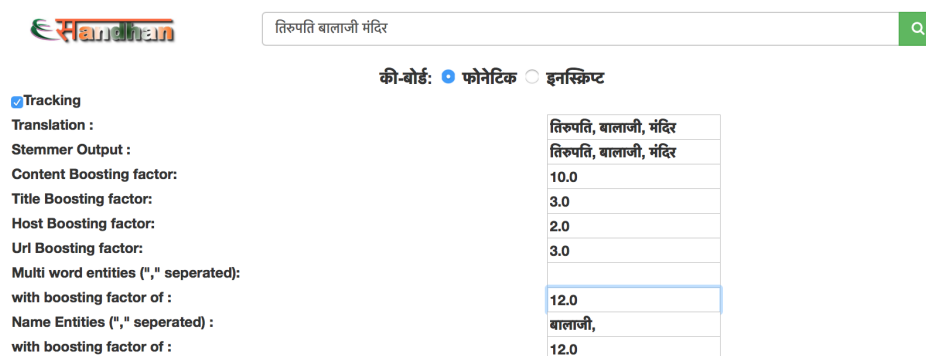 सandhan
तिरुपति बालाजी मंदिर
की-बोर्ड: फोनेटिक इनस्क्रिप्ट
Tracking
Translation : तिरुपति, बालाजी, मंदिर
Stemmer Output : तिरुपति, बालाजी, मंदिर
Content Boosting factor: 10.0
Title Boosting factor: 3.0
Host Boosting factor: 2.0
Url Boosting factor: 3.0
Multi word entities ("," seperated):
with boosting factor of : 12.0
Name Entities ("," seperated) : बालाजी,
with boosting factor of : 12.0